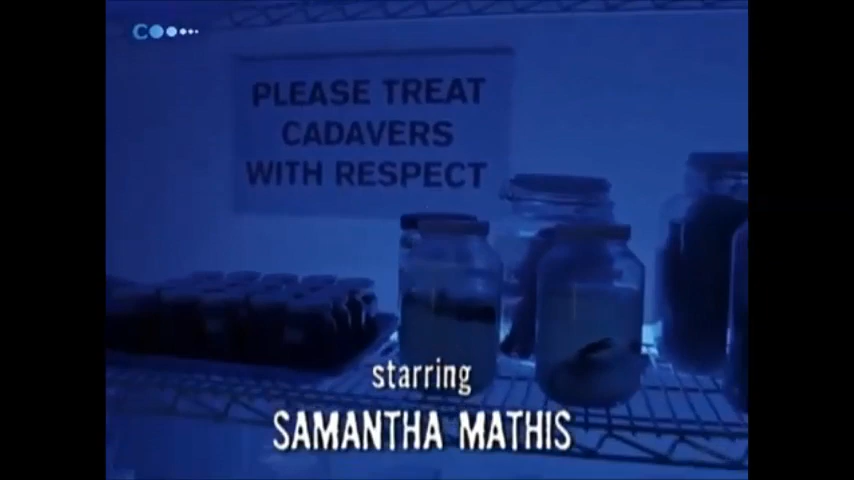 PLEASE TREAT
CADAVERS
WITH RESPECT
starring
SAMANTHA MATHIS